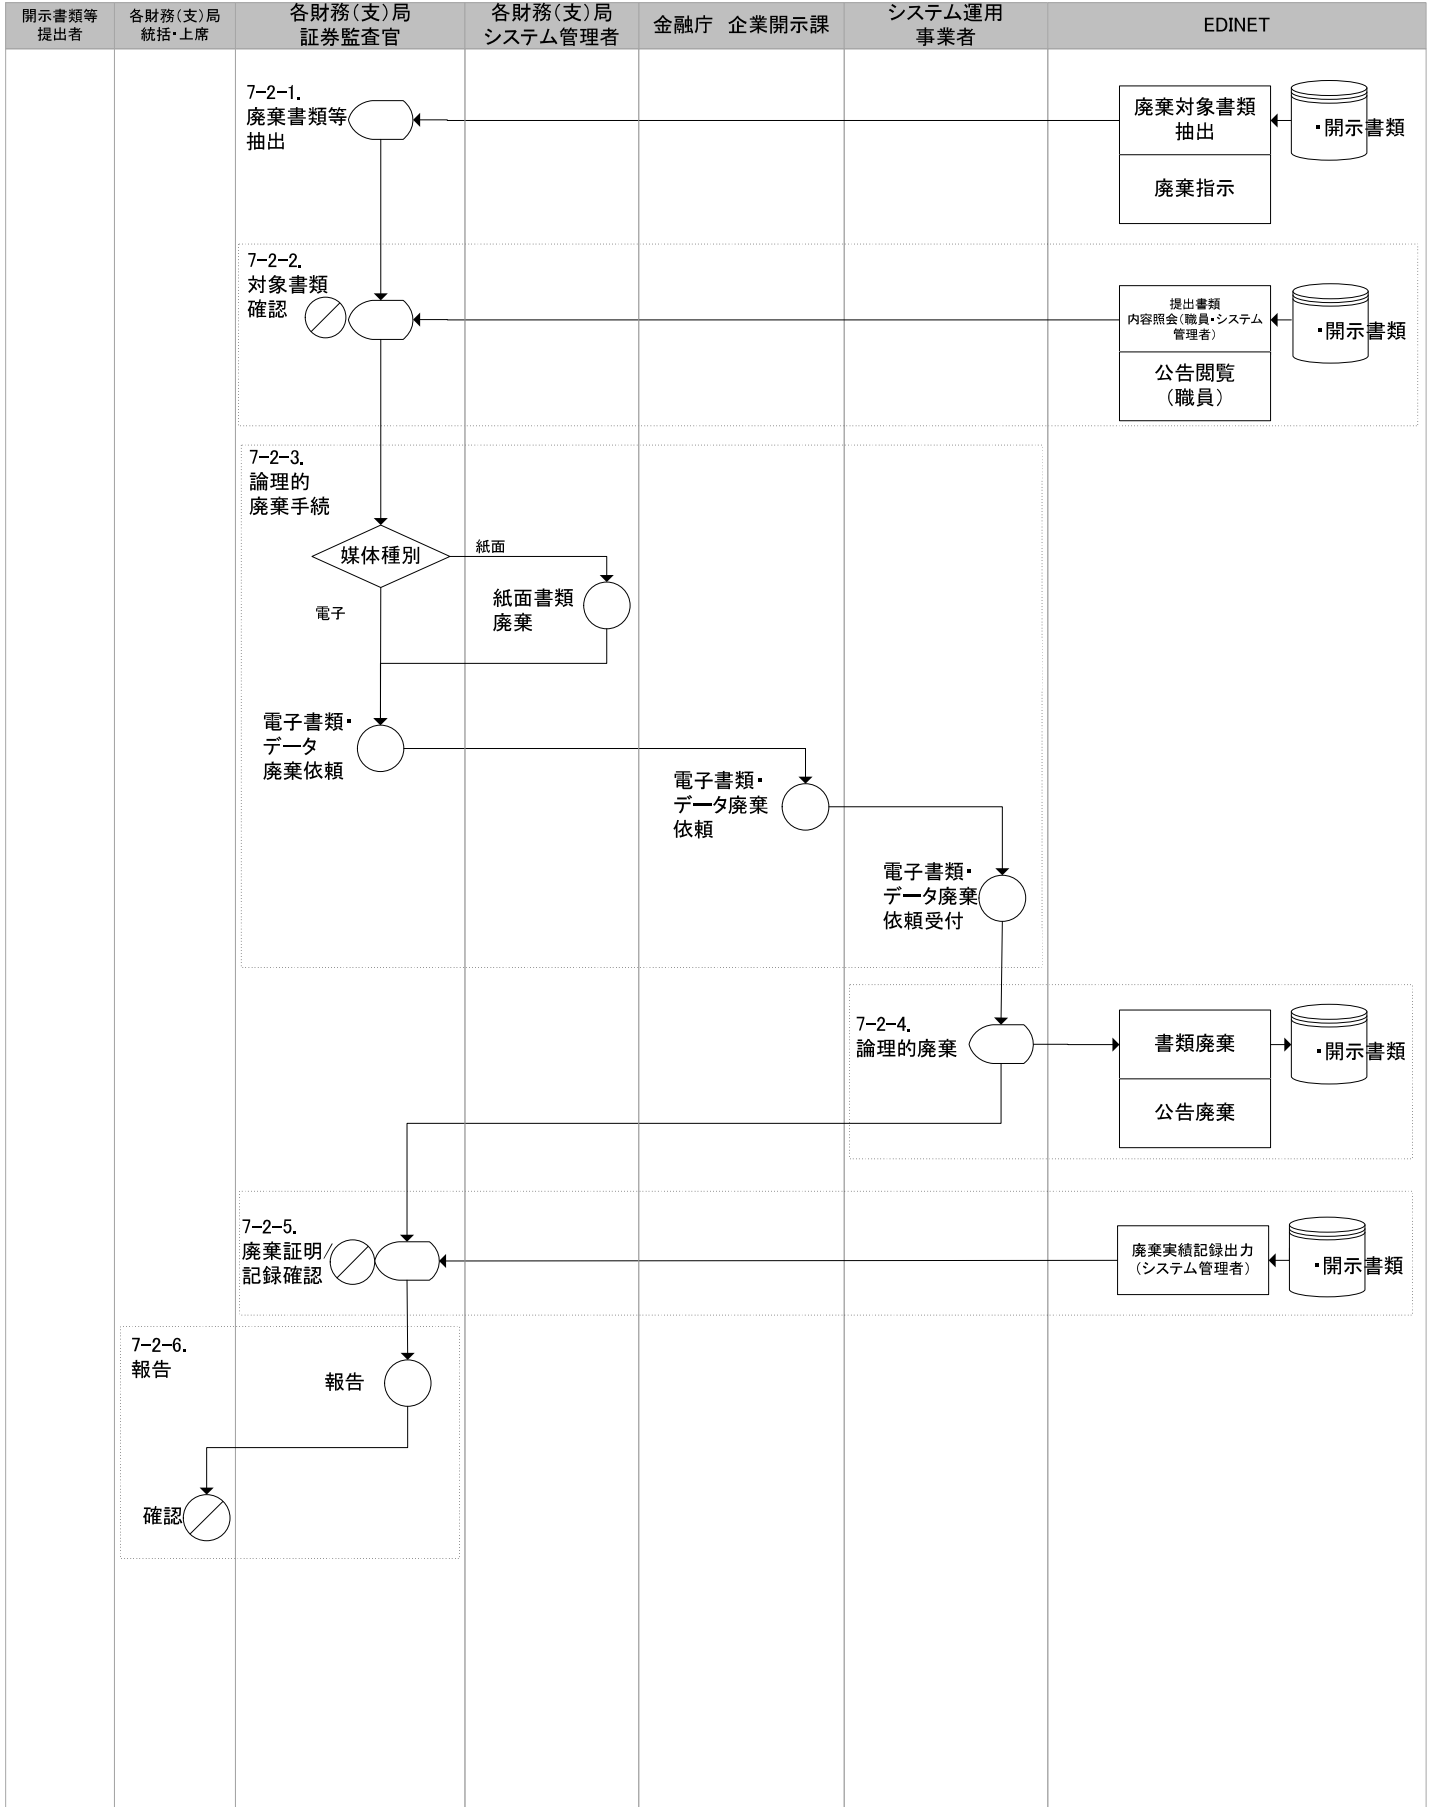 開示書類等
提出者
各財務(支)局
統括・上席
各財務(支)局
証券監査官
各財務(支)局
システム管理者
金融庁　企業開示課
システム運用
事業者
EDINET
7-2-1.
廃棄書類等
抽出
廃棄対象書類
抽出
廃棄指示
・開示書類
7-2-2.
対象書類
確認
提出書類
内容照会(職員・システム
管理者)
公告閲覧
(職員)
・開示書類
7-2-3.
論理的
廃棄手続
媒体種別
紙面
電子
紙面書類
廃棄
電子書類・
データ
廃棄依頼
電子書類・
データ廃棄
依頼
電子書類・
データ廃棄
依頼受付
7-2-4.
論理的廃棄
書類廃棄
公告廃棄
・開示書類
7-2-5.
廃棄証明/
記録確認
廃棄実績記録出力
(システム管理者)
・開示書類
7-2-6.
報告
報告
確認